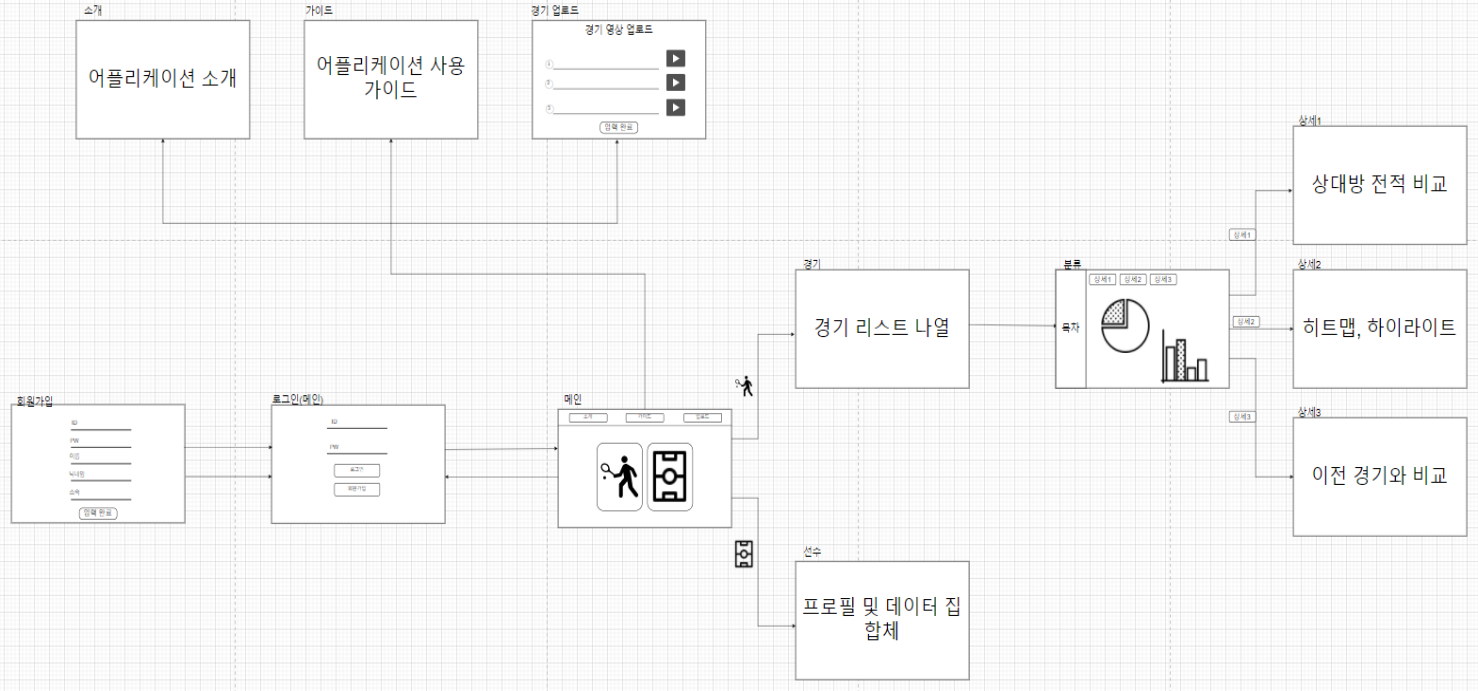 소개
어플리케이션 소개
가이드
어플리케이션 사용
가이드
경기 업로드
경기 영상 업로드
1
2
3
입력 완료
상세1
상대방 전적 비교
상세1
경기
경기 리스트 나열
분류
상세1 상세2 상세3
목차
상세2
상세2
히트맵, 하이라이트
상세3
상세3
이전 경기와 비교
회원가입
ID
PW
이름
닉네임
소속
입력 완료
로그인(메인)
ID
PW
로그인
회원가입
메인
소개 가이드 업로드
선수
프로필 및 데이터 집
합체